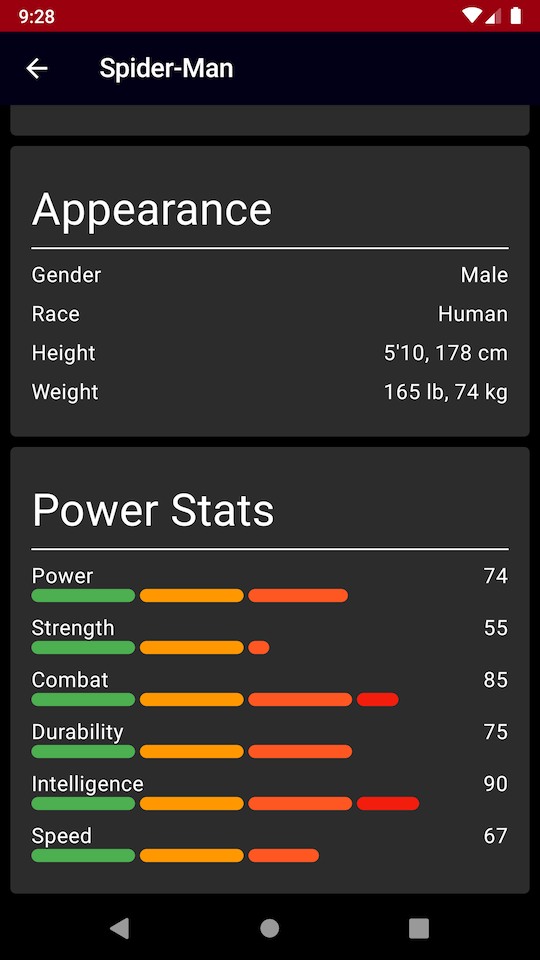 9:28
Spider-Man
Appearance
Gender Male
Race Human
Height 5'10, 178 cm
Weight 165 lb, 74 kg
Power Stats
Power 74
Strength 55
Combat 85
Durability 75
Intelligence 90
Speed 67